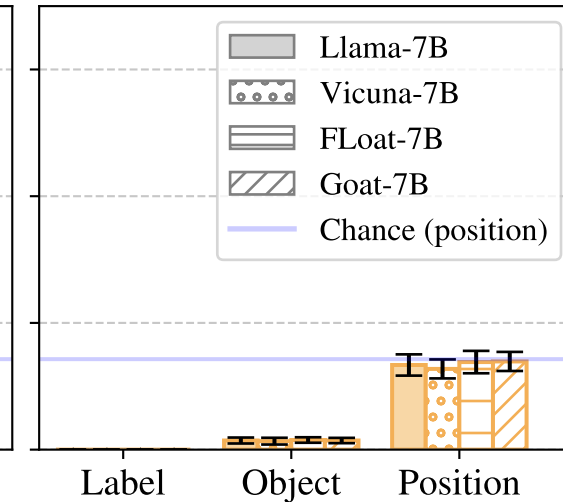 Llama-7B
Vicuna-7B
FLoat-7B
Goat-7B
Chance (position)
Label Object Position